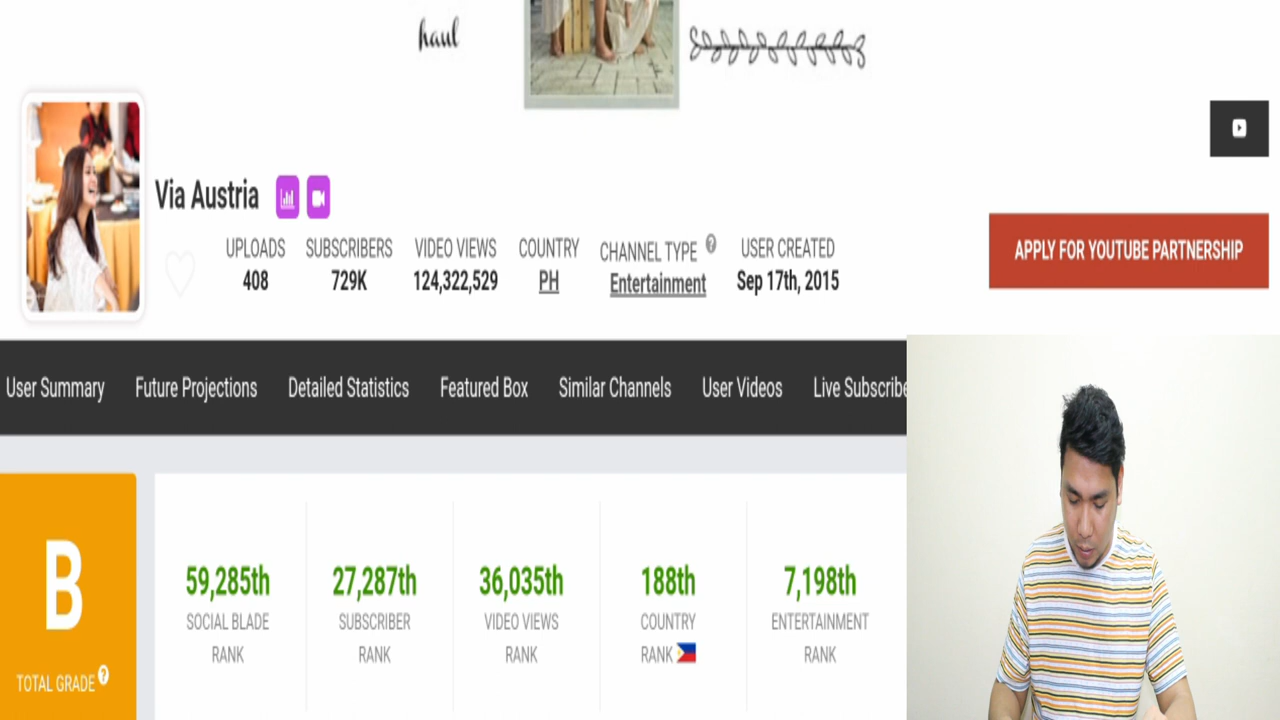 haul
Via Austria
UPLOADS SUBSCRIBERS VIDEO VIEWS COUNTRY CHANNEL TYPE ? USER CREATED
408 729K 124,322,529 PH Entertainment Sep 17th, 2015
APPLY FOR YOUTUBE PARTNERSHIP
User Summary Future Projections Detailed Statistics Featured Box Similar Channels User Videos Live Subscribe
B
TOTAL GRADE ?
59,285th 27,287th 36,035th 188th 7,198th
SOCIAL BLADE SUBSCRIBER VIDEO VIEWS COUNTRY ENTERTAINMENT
RANK RANK RANK RANK RANK